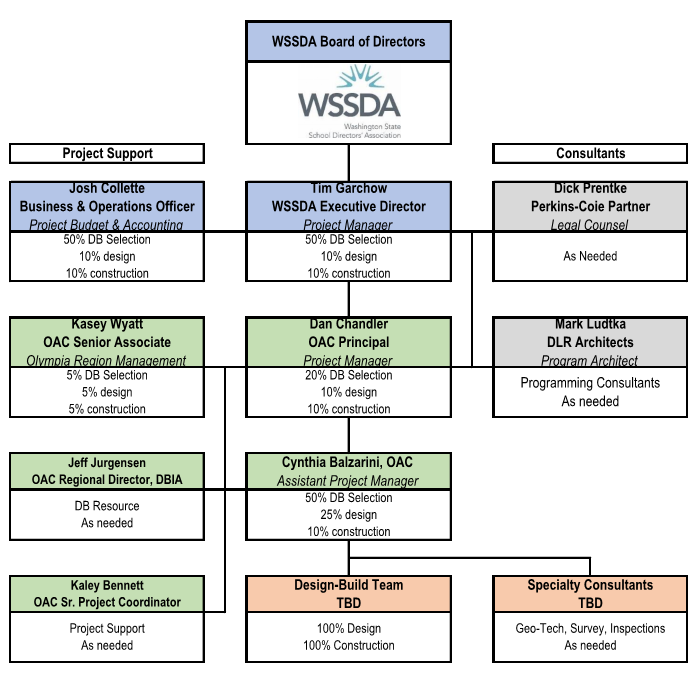 WSSDA Board of Directors
WSSDA
Washington State
School Directors' Association
Project Support
Consultants
Josh Collette
Business & Operations Officer
Project Budget & Accounting
50% DB Selection
10% design
10% construction
Tim Garchow
WSSDA Executive Director
Project Manager
50% DB Selection
10% design
10% construction
Dick Prentke
Perkins-Coie Partner
Legal Counsel
As Needed
Kasey Wyatt
OAC Senior Associate
Olympia Region Management
5% DB Selection
5% design
5% construction
Dan Chandler
OAC Principal
Project Manager
20% DB Selection
10% design
10% construction
Mark Ludtka
DLR Architects
Program Architect
Programming Consultants
As needed
Jeff Jurgensen
OAC Regional Director, DBIA
DB Resource
As needed
Cynthia Balzarini, OAC
Assistant Project Manager
50% DB Selection
25% design
10% construction
Kaley Bennett
OAC Sr. Project Coordinator
Project Support
As needed
Design-Build Team
TBD
100% Design
100% Construction
Specialty Consultants
TBD
Geo-Tech, Survey, Inspections
As needed